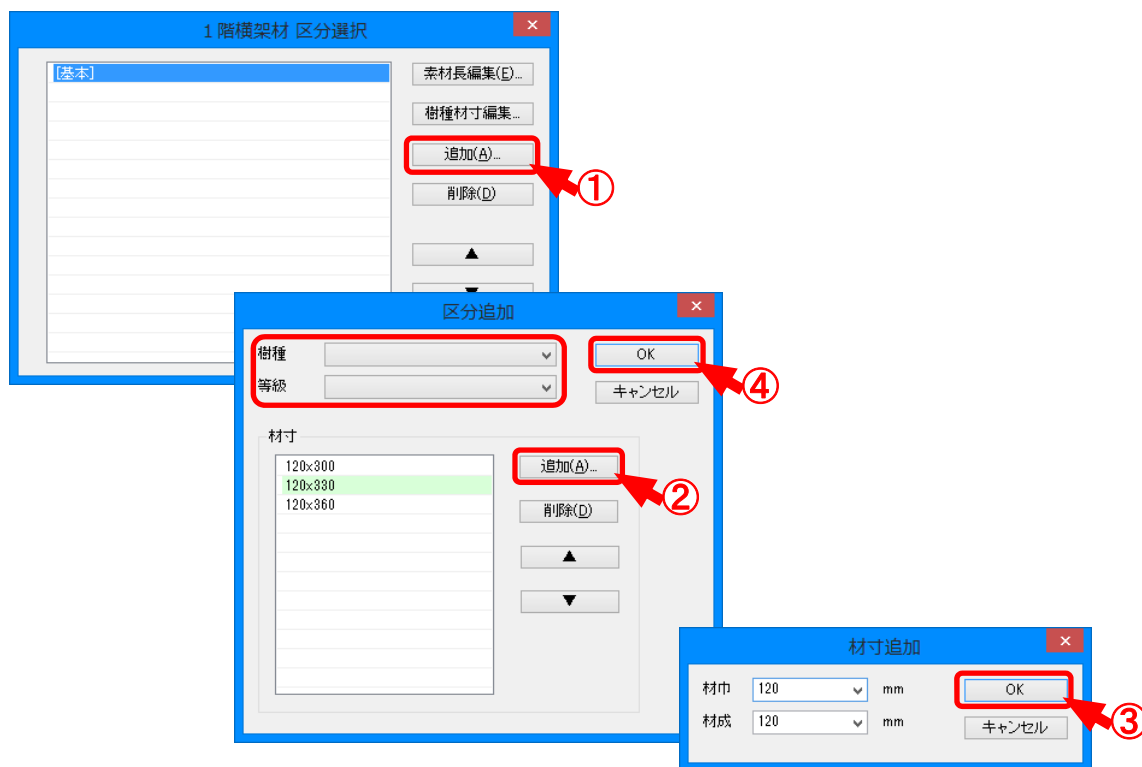 1階横架材 区分選択
×
[基本]
素材長編集(E)...
樹種材寸編集...
追加(A)...
①
削除(D)
▲
▼
区分追加
×
樹種
OK
④
等級
キャンセル
材寸
120x300
120x330
120x360
追加(A)...
②
削除(D)
▲
▼
材寸追加
×
材巾 120 mm
OK
③
材成 120 mm
キャンセル